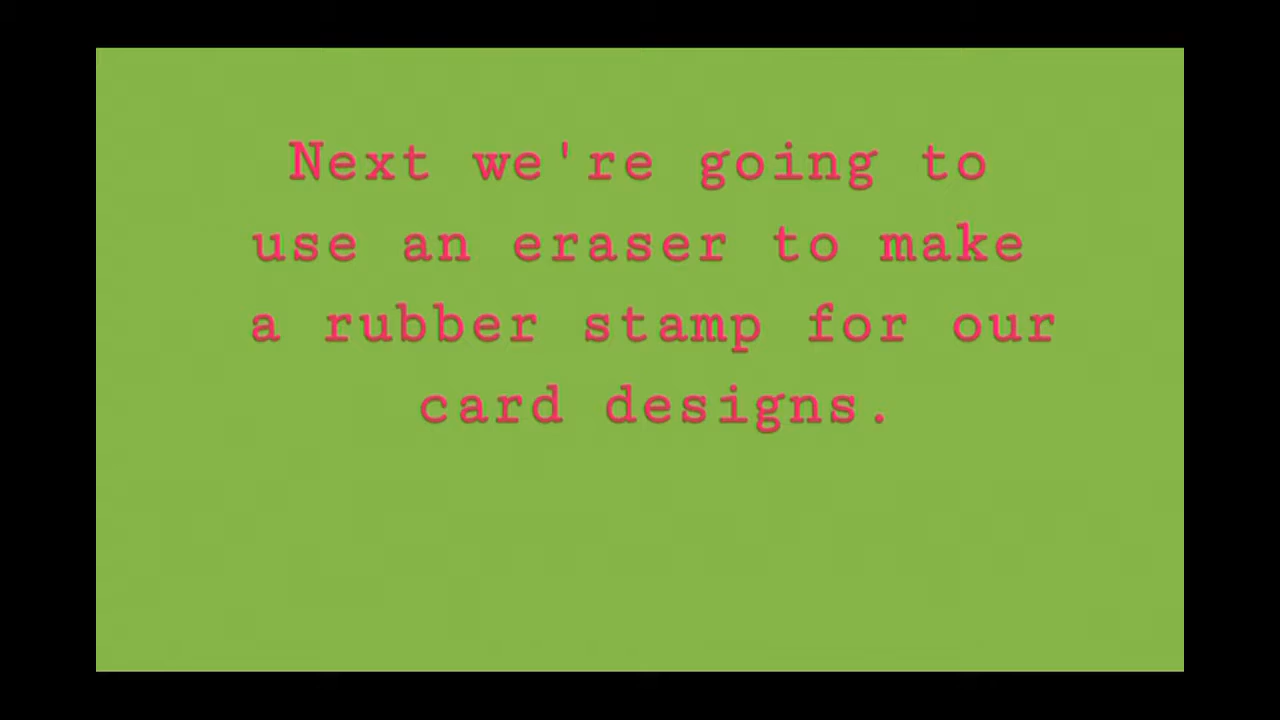 Next we're going to
use an eraser to make
a rubber stamp for our
card designs.